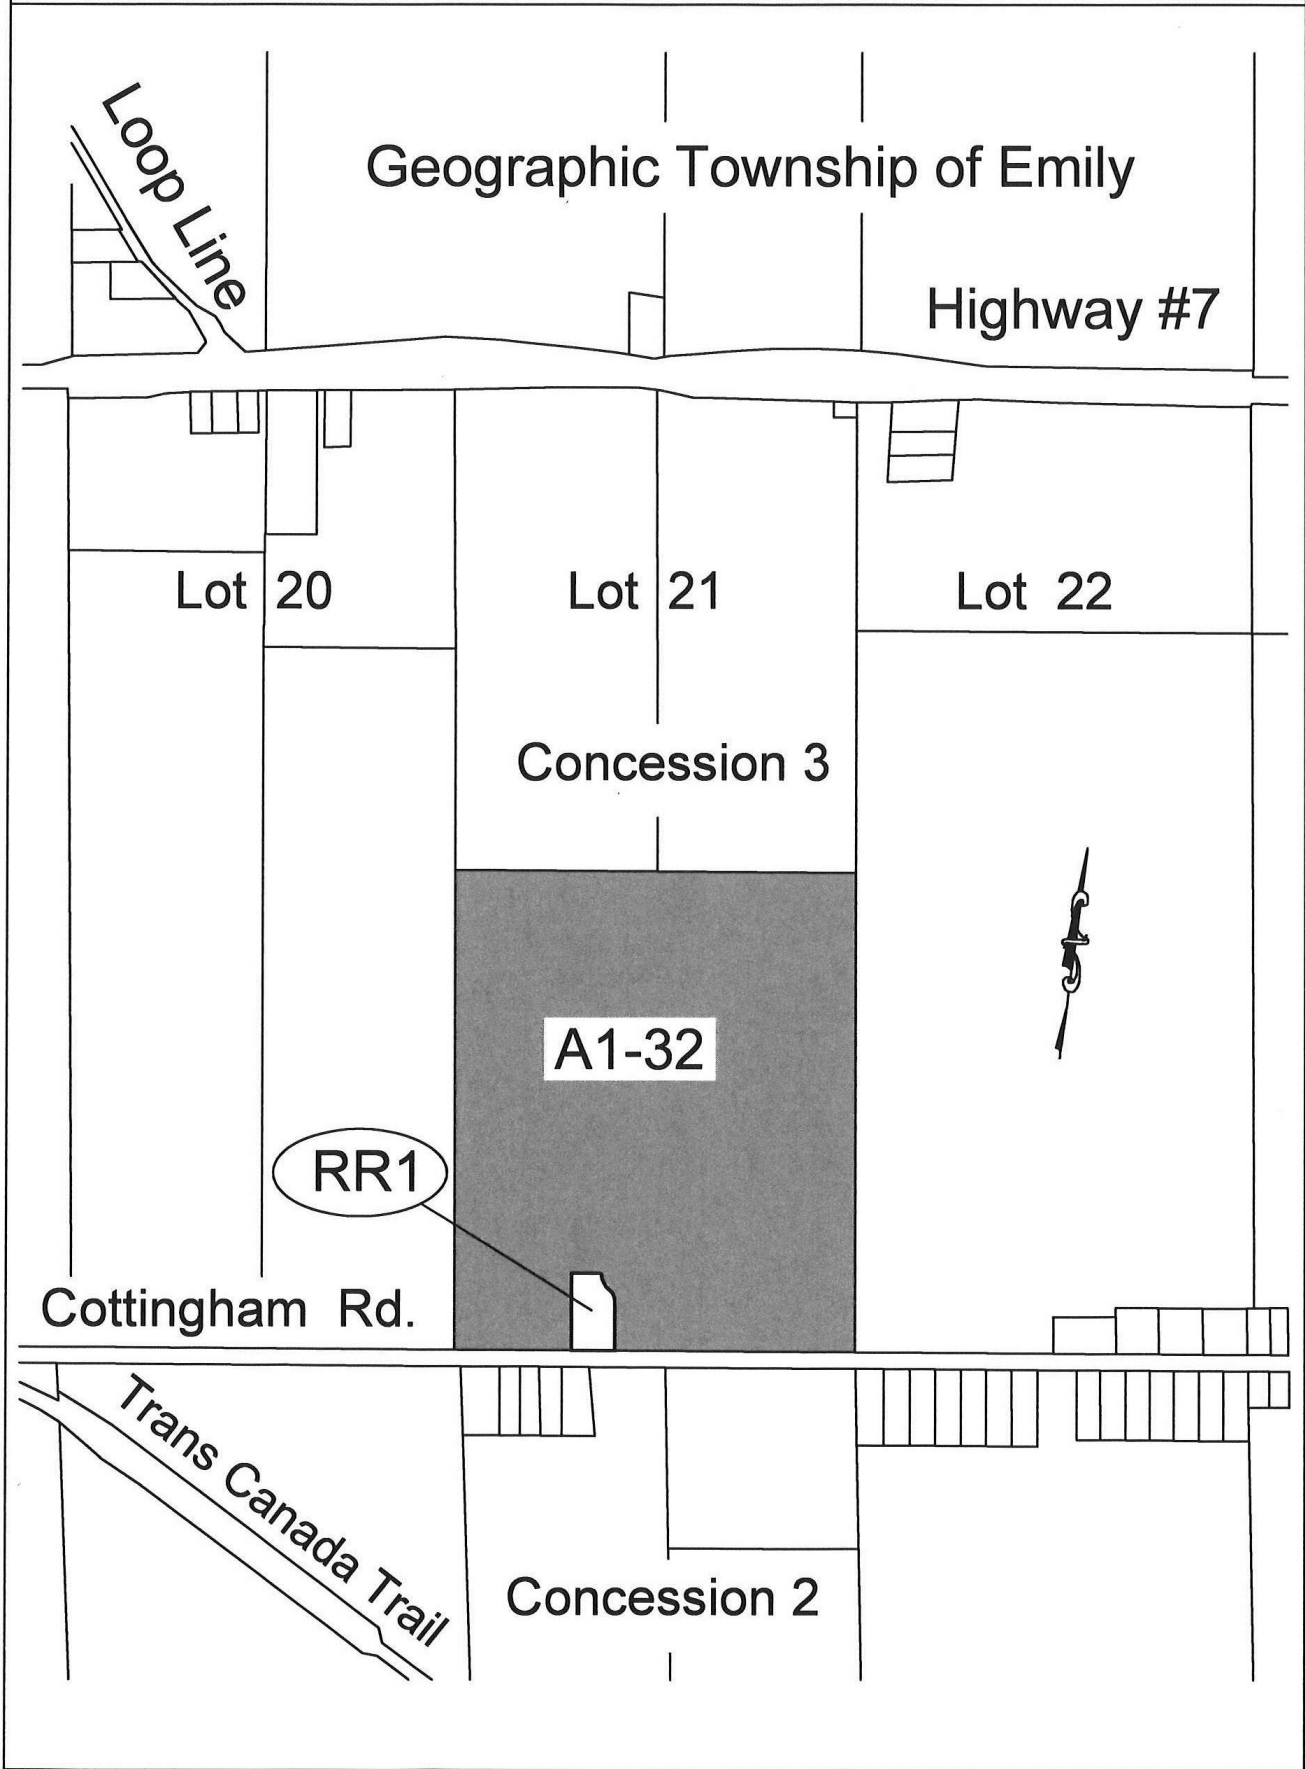 Loop Line
Geographic Township of Emily
Highway #7
Lot 20
Lot 21
Lot 22
Concession 3
A1-32
RR1
Cottingham Rd.
Trans Canada Trail
Concession 2